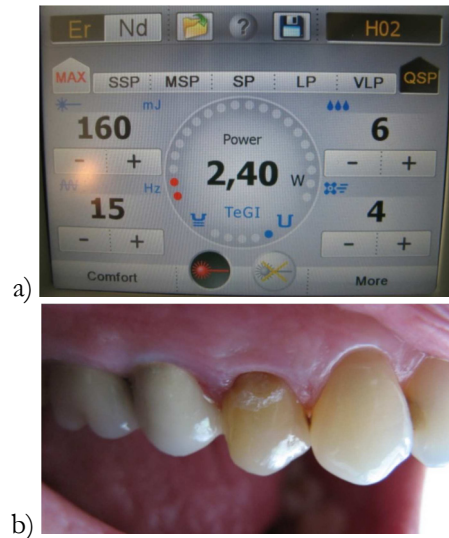 Er Nd ? H02
MAX SSP MSP SP LP VLP QSP
mJ
160
- +
Hz
15
- +
Power
2,40 W
TeGI
6
- +
4
- +
Comfort
More
a)
b)